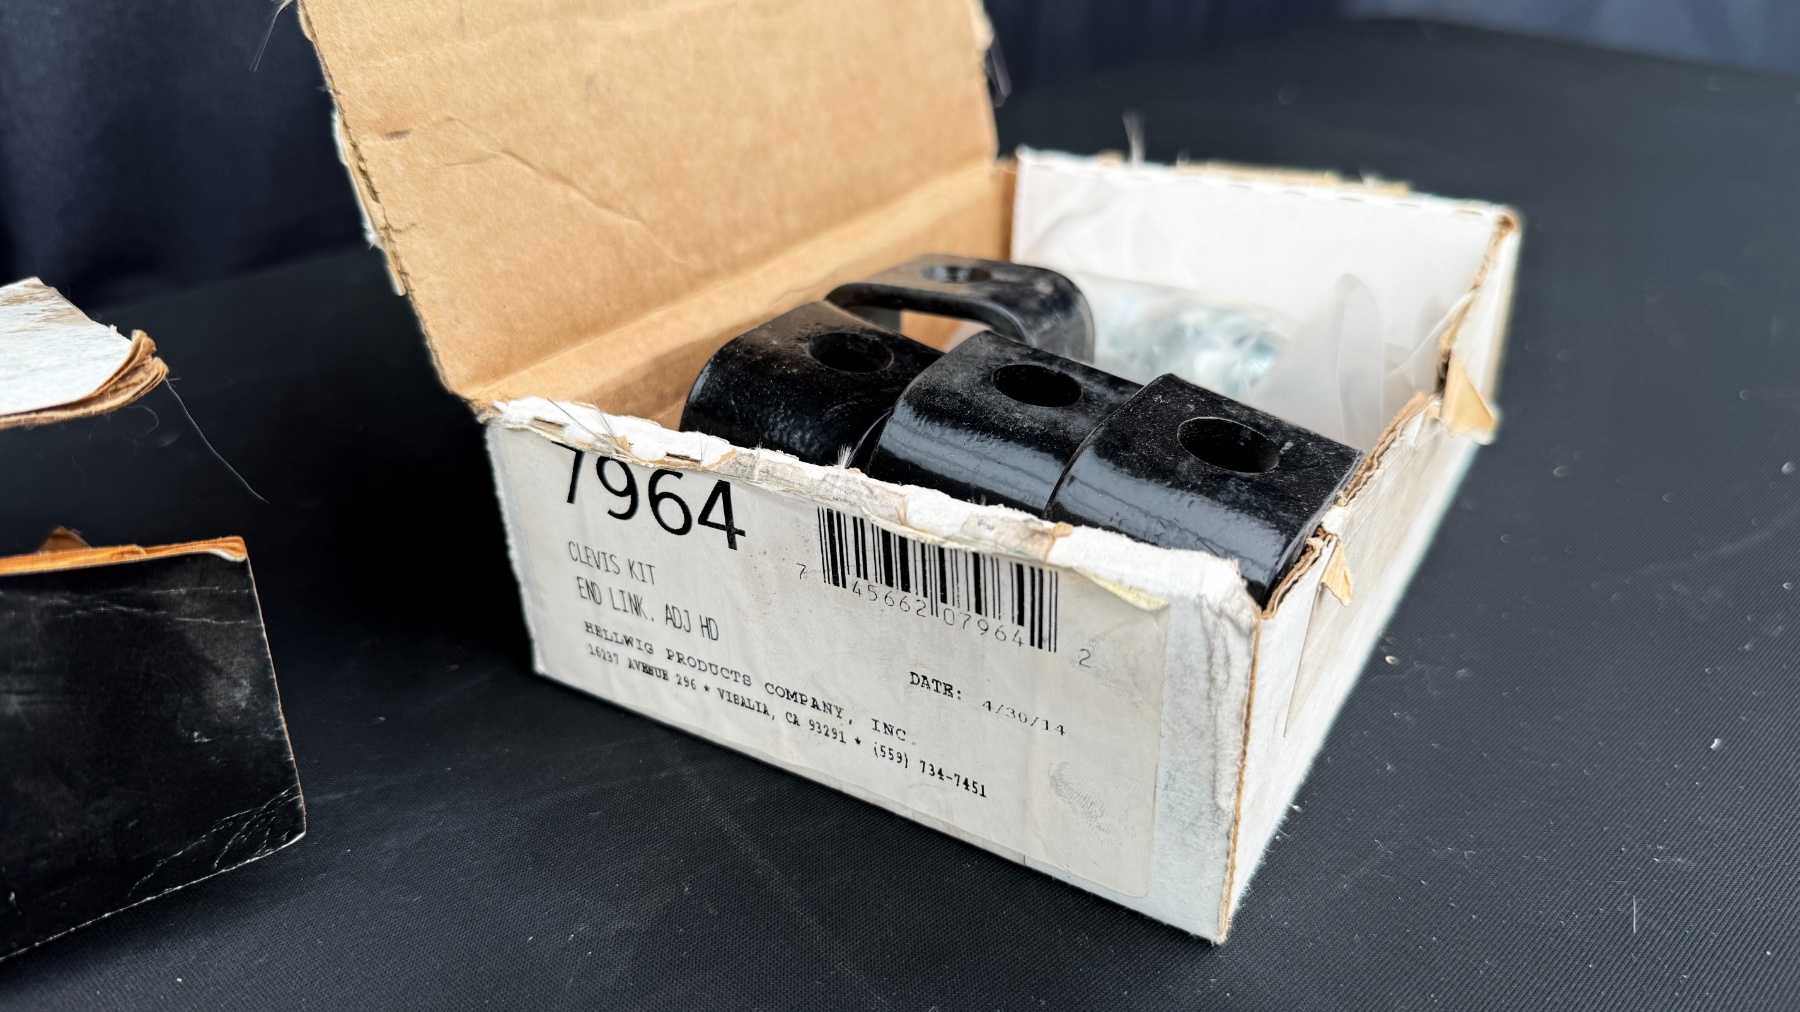 7964
CLEVIS KIT
END LINK, ADJ HD
HELLWIG PRODUCTS COMPANY, INC.
16237 AVENUE 296 * VISALIA, CA 93291 * (559) 734-7451
7 45662 07964 2
DATE: 4/30/14